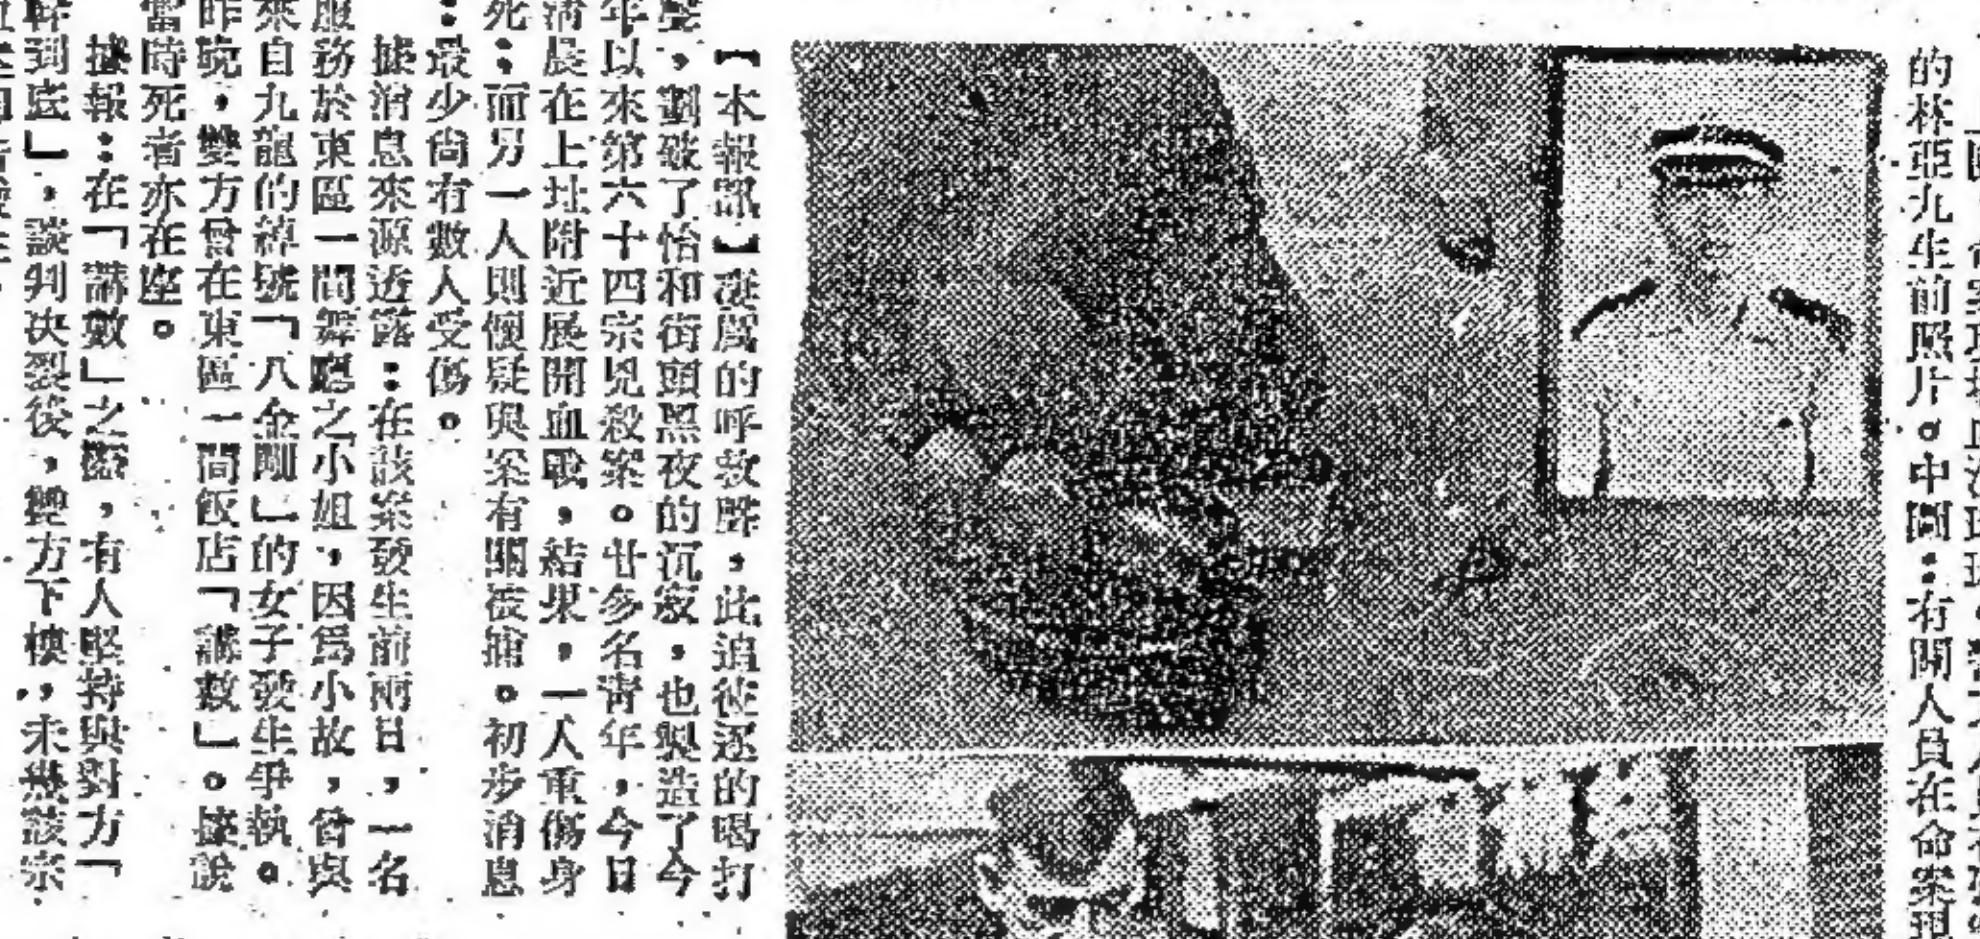 的林亞九生前照片。中圖：有關人員在命案現
【本報訊】淒厲的呼救聲，此追彼逐的喝打
聲，劃破了怡和街頭黑夜的沉寂，也製造了今
年以來第六十四宗兇殺案。廿多名青年，今日
清晨在上址附近展開血戰，結果，一人重傷身
死；而另一人則懷疑與案有關被捕。初步消息
：最少尚有數人受傷。
據消息來源透露：在該案發生前兩日，一名
服務於東區一間舞廳之小姐，因爲小故，曾與
來自九龍的綽號「八金剛」的女子發生爭執。
昨晚，雙方曾在東區一間飯店「講數」。據說
當時死者亦在座。
據報：在「講數」之際，有人堅持與對方「
幹到底」，談判決裂後，雙方下樓，未幾該宗